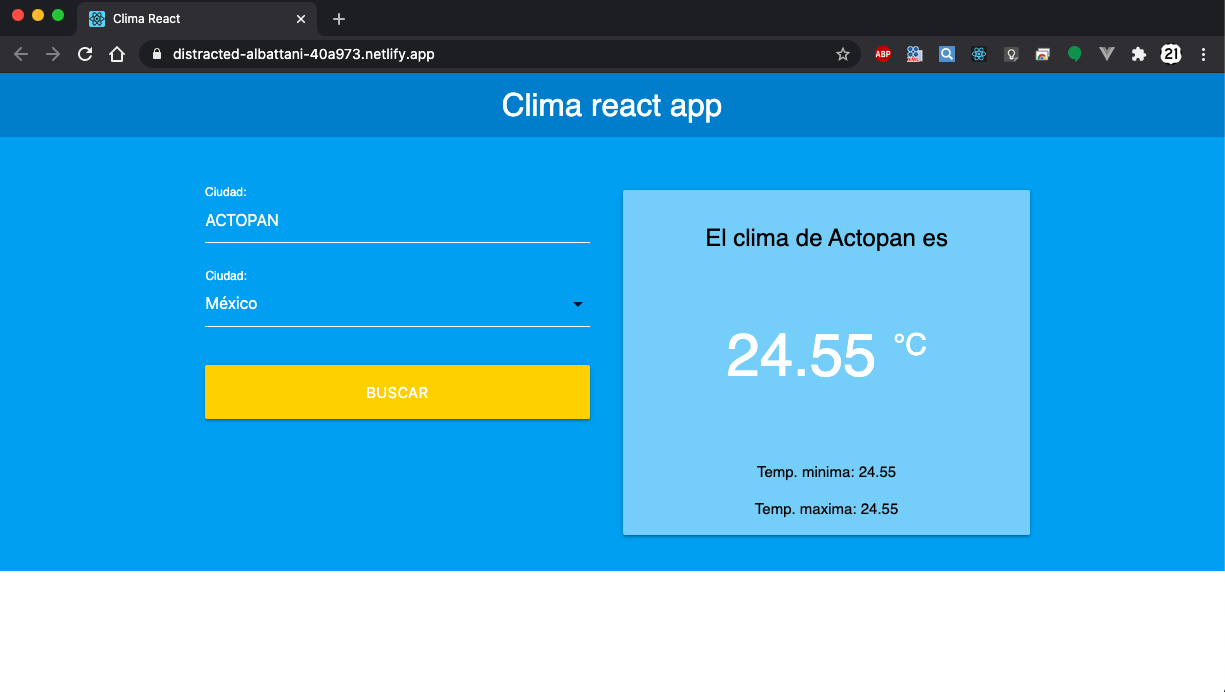 Clima React
distracted-albattani-40a973.netlify.app
ABP
21
Clima react app
Ciudad:
ACTOPAN
Ciudad:
México
BUSCAR
El clima de Actopan es
24.55 °C
Temp. minima: 24.55
Temp. maxima: 24.55